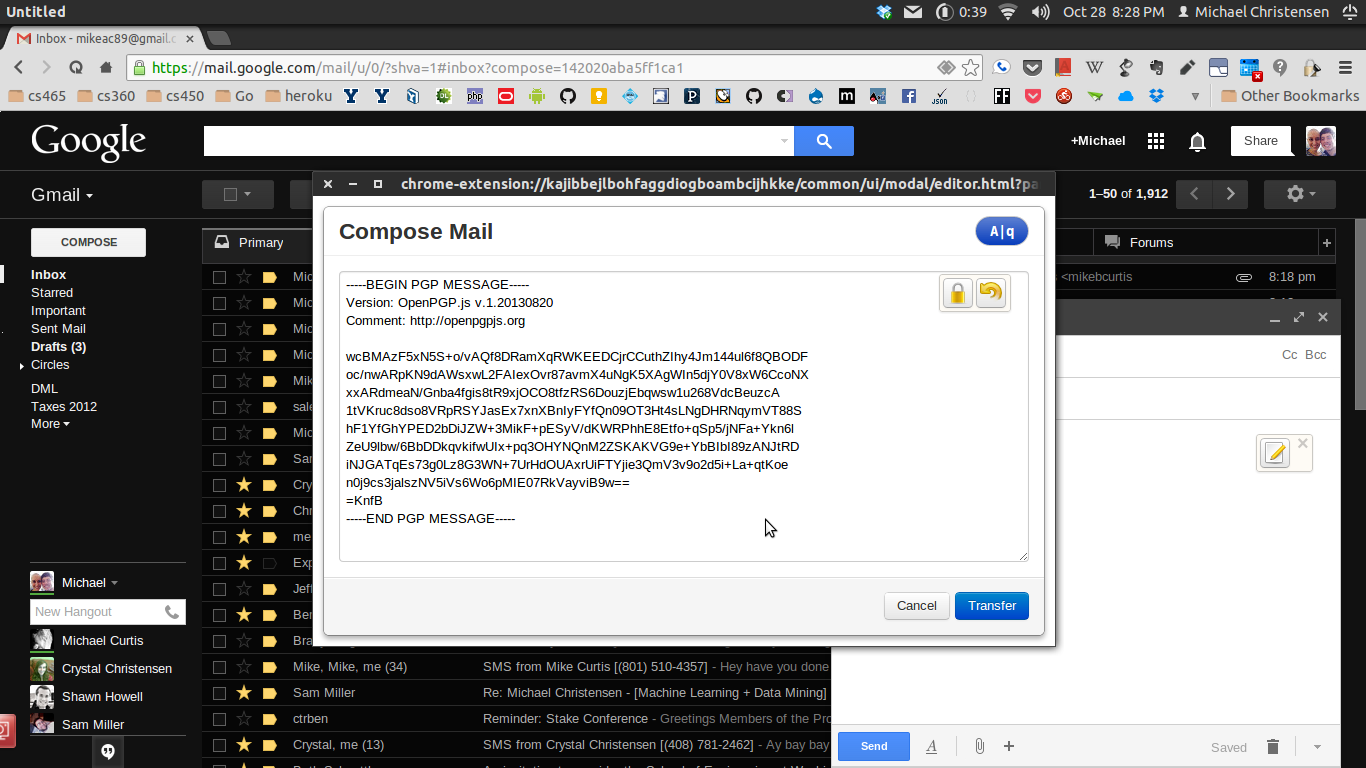 Untitled
0:39
Oct 28 8:28 PM
Michael Christensen
Inbox - mikeac89@gmail.c
https://mail.google.com/mail/u/0/?shva=1#inbox?compose=142020aba5ff1ca1
cs465
cs360
cs450
Go
heroku
Other Bookmarks
Google
+Michael
Share
Gmail
1–50 of 1,912
COMPOSE
Primary
Forums
Inbox
Starred
Important
Sent Mail
Drafts (3)
Circles
DML
Taxes 2012
More
<mikebcurtis
8:18 pm
Cc Bcc
chrome-extension://kajibbejlbohfaggdiogboambcijhkke/common/ui/modal/editor.html?pa
Compose Mail
A|q
-----BEGIN PGP MESSAGE-----
Version: OpenPGP.js v.1.20130820
Comment: http://openpgpjs.org
wcBMAzF5xN5S+o/vAQf8DRamXqRWKEEDCjrCCuthZIhy4Jm144ul6f8QBODF
oc/nwARpKN9dAWsxwL2FAIexOvr87avmX4uNgK5XAgWIn5djY0V8xW6CcoNX
xxARdmeaN/Gnba4fgis8tR9xjOCO8tfzRS6DouzjEbqwsw1u268VdcBeuzcA
1tVKruc8dso8VRpRSYJasEx7xnXBnIyFYfQn09OT3Ht4sLNgDHRNqymVT88S
hF1YfGhYPED2bDiJZW+3MikF+pESyV/dKWRPhhE8Etfo+qSp5/jNFa+Ykn6l
ZeU9lbw/6BbDDkqvkifwUIx+pq3OHYNQnM2ZSKAKVG9e+YbBIbI89zANJtRD
iNJGATqEs73g0Lz8G3WN+7UrHdOUAxrUiFTYjie3QmV3v9o2d5i+La+qtKoe
n0j9cs3jalszNV5iVs6Wo6pMIE07RkVayviB9w==
=KnfB
-----END PGP MESSAGE-----
Cancel
Transfer
Michael
New Hangout
Michael Curtis
Crystal Christensen
Shawn Howell
Sam Miller
Mike, Mike, me (34)
SMS from Mike Curtis [(801) 510-4357] - Hey have you done
Sam Miller
Re: Michael Christensen - [Machine Learning + Data Mining]
ctrben
Reminder: Stake Conference - Greetings Members of the Pro
Crystal, me (13)
SMS from Crystal Christensen [(408) 781-2462] - Ay bay bay
Send
Saved